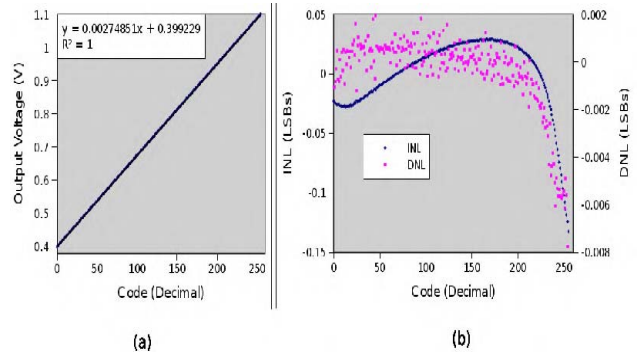 1.1
1
0.9
0.8
0.7
0.6
0.5
0.4
Output Voltage (V)
y = 0.00274851x + 0.399229
R² = 1
0 50 100 150 200 250
Code (Decimal)
(a)
0.05
0
-0.05
-0.1
-0.15
INL (LSBs)
INL
DNL
0.002
0
-0.002
-0.004
-0.006
-0.008
DNL (LSBs)
0 50 100 150 200 250
Code (Decimal)
(b)